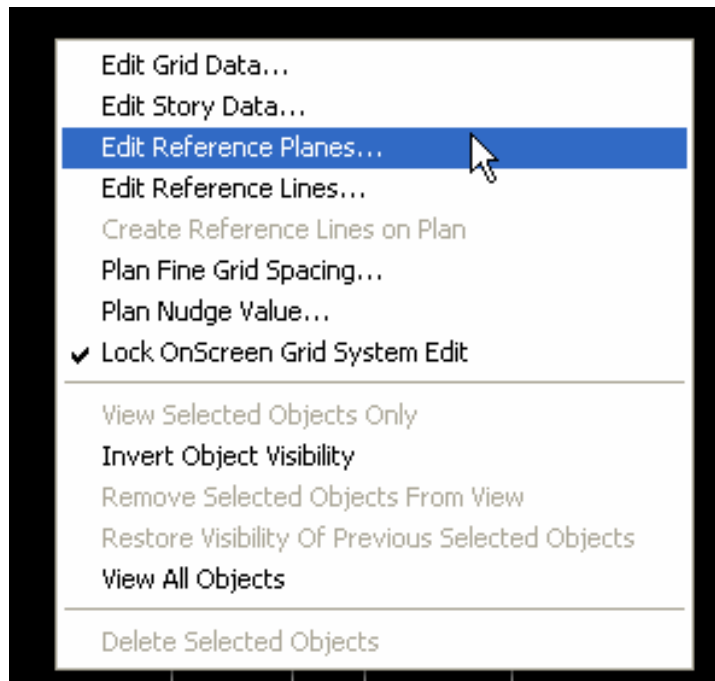 Edit Grid Data...
Edit Story Data...
Edit Reference Planes...
Edit Reference Lines...
Create Reference Lines on Plan
Plan Fine Grid Spacing...
Plan Nudge Value...
Lock OnScreen Grid System Edit
View Selected Objects Only
Invert Object Visibility
Remove Selected Objects From View
Restore Visibility Of Previous Selected Objects
View All Objects
Delete Selected Objects